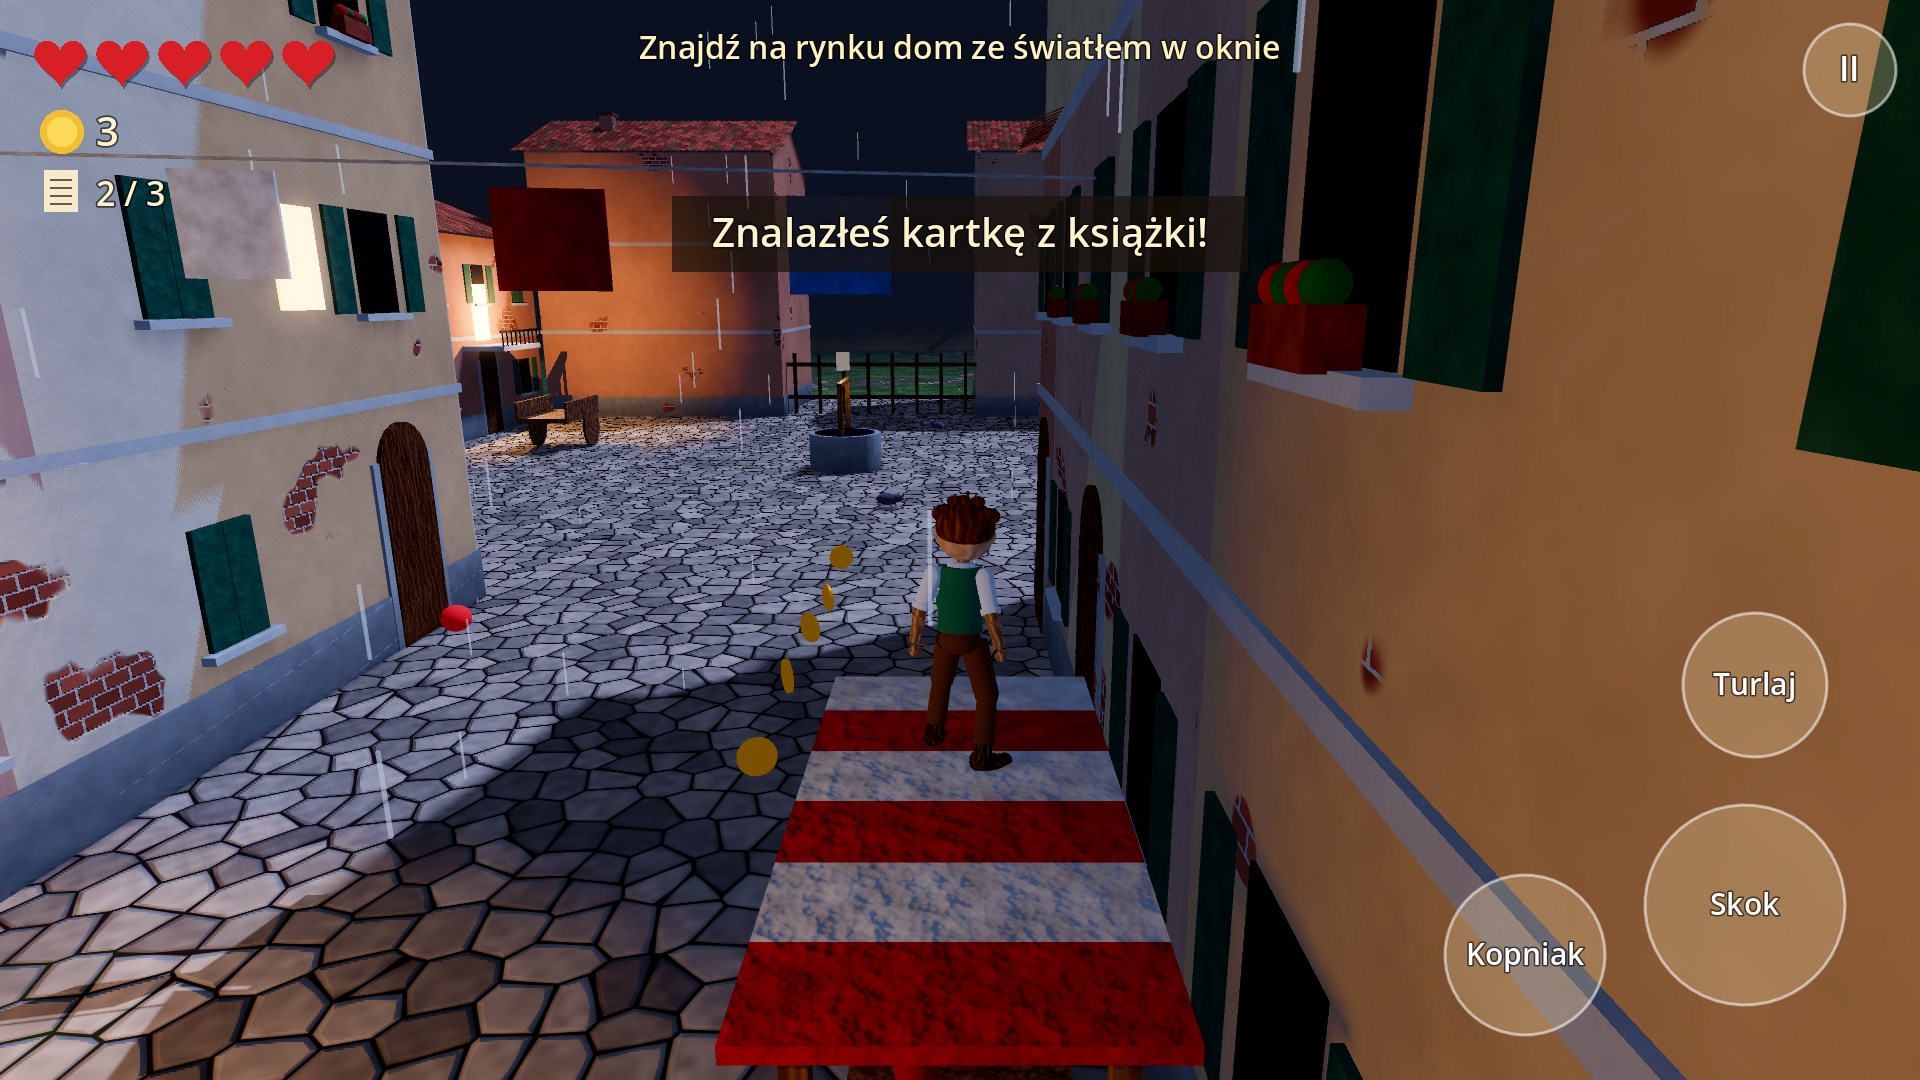 Znajdź na rynku dom ze światłem w oknie
3
2 / 3
Znalazłeś kartkę z książki!
Turlaj
Skok
Kopniak